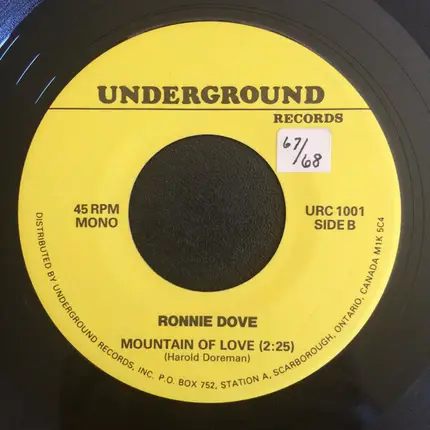 UNDERGROUND
RECORDS
67/68
45 RPM
MONO
URC 1001
SIDE B
RONNIE DOVE
MOUNTAIN OF LOVE (2:25)
(Harold Doreman)
DISTRIBUTED BY UNDERGROUND RECORDS, INC. P.O. BOX 752, STATION A, SCARBOROUGH, ONTARIO, CANADA M1K 5C4